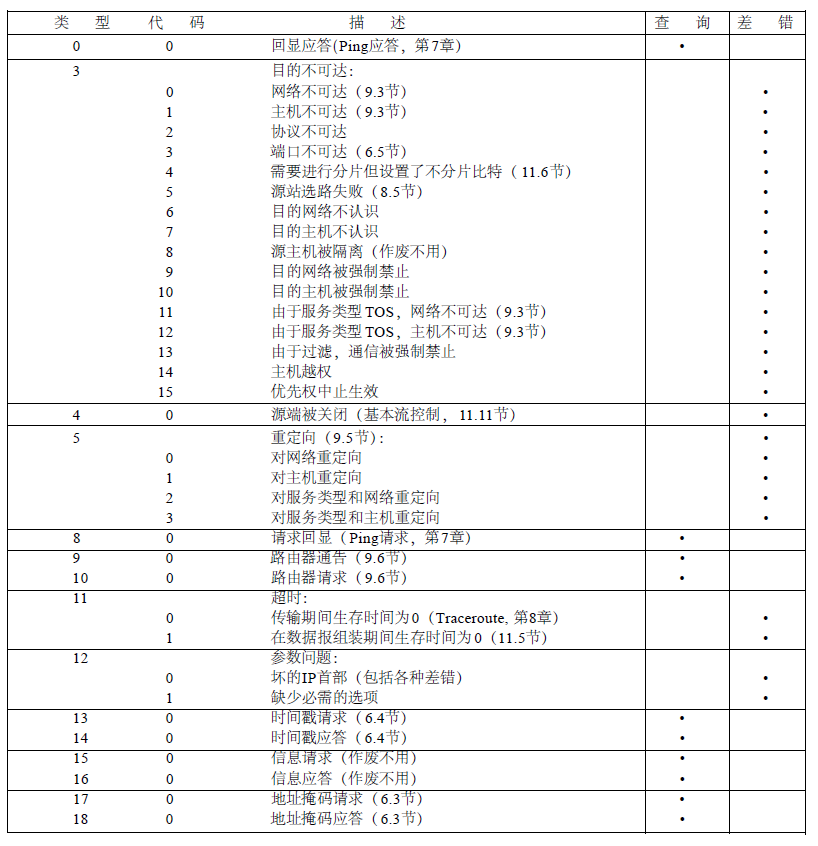 类 型 代 码 描 述 查 询 差 错
0 0 回显应答(Ping应答，第7章) •
3 目的不可达：
0 网络不可达（9.3节） •
1 主机不可达（9.3节） •
2 协议不可达 •
3 端口不可达（6.5节） •
4 需要进行分片但设置了不分片比特（11.6节） •
5 源站选路失败（8.5节） •
6 目的网络不认识 •
7 目的主机不认识 •
8 源主机被隔离（作废不用） •
9 目的网络被强制禁止 •
10 目的主机被强制禁止 •
11 由于服务类型TOS，网络不可达（9.3节） •
12 由于服务类型TOS，主机不可达（9.3节） •
13 由于过滤，通信被强制禁止 •
14 主机越权 •
15 优先权中止生效 •
4 0 源端被关闭（基本流控制，11.11节） •
5 重定向（9.5节）： •
0 对网络重定向 •
1 对主机重定向 •
2 对服务类型和网络重定向 •
3 对服务类型和主机重定向 •
8 0 请求回显（Ping请求，第7章） •
9 0 路由器通告（9.6节） •
10 0 路由器请求（9.6节） •
11 超时：
0 传输期间生存时间为0（Traceroute, 第8章） •
1 在数据报组装期间生存时间为0（11.5节） •
12 参数问题：
0 坏的IP首部（包括各种差错） •
1 缺少必需的选项 •
13 0 时间戳请求（6.4节） •
14 0 时间戳应答（6.4节） •
15 0 信息请求（作废不用） •
16 0 信息应答（作废不用） •
17 0 地址掩码请求（6.3节） •
18 0 地址掩码应答（6.3节） •